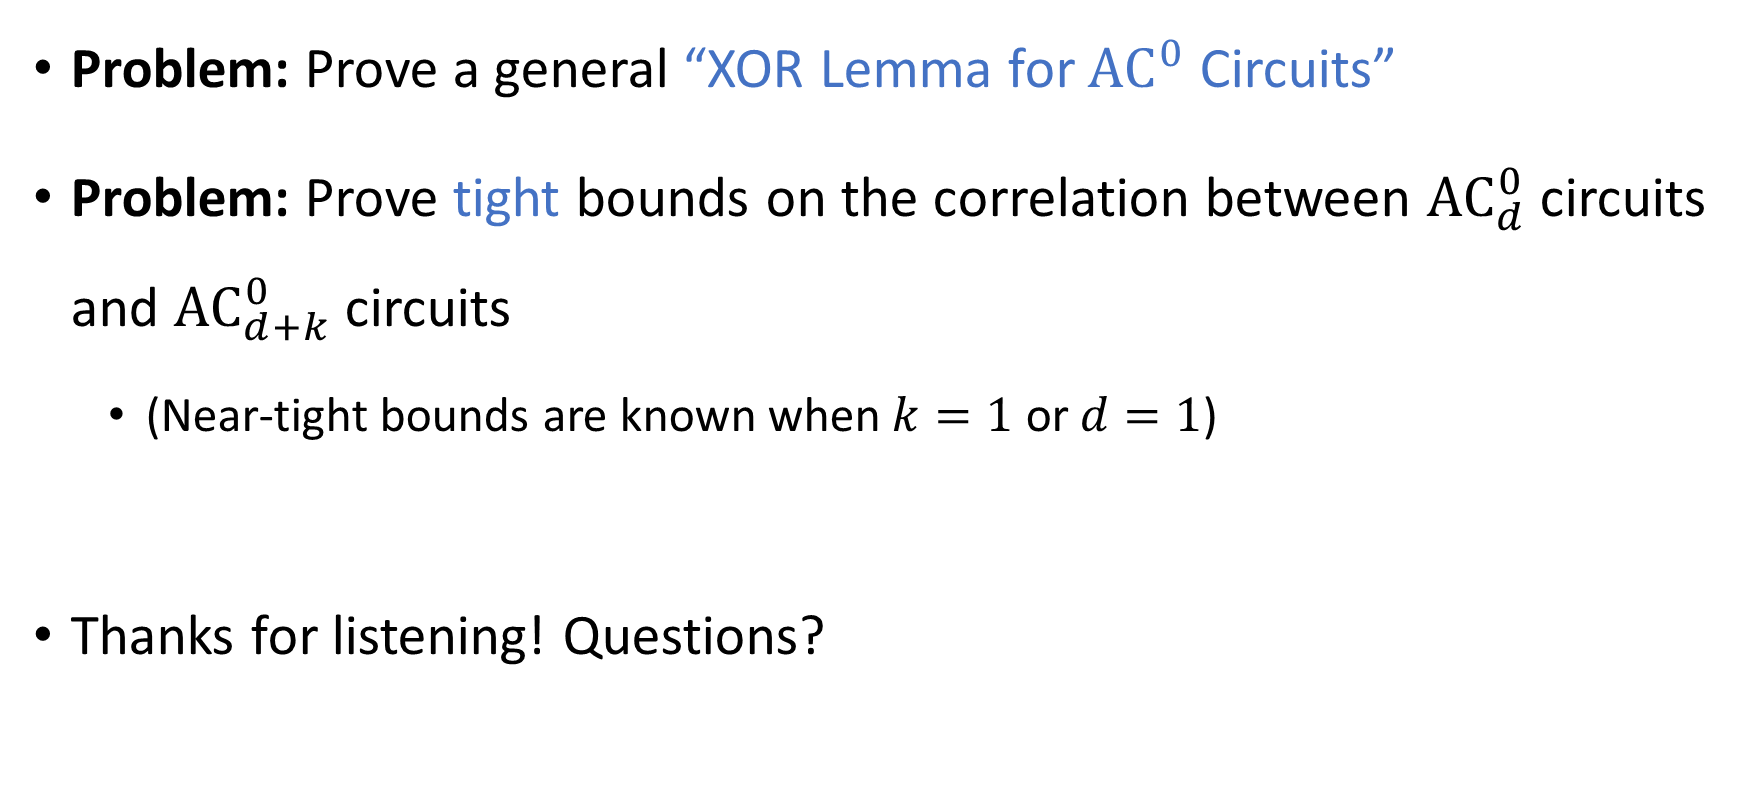 • Problem: Prove a general “XOR Lemma for AC⁰ Circuits”
• Problem: Prove tight bounds on the correlation between AC⁰_d circuits
and AC⁰_{d+k} circuits
• (Near-tight bounds are known when k = 1 or d = 1)
• Thanks for listening! Questions?